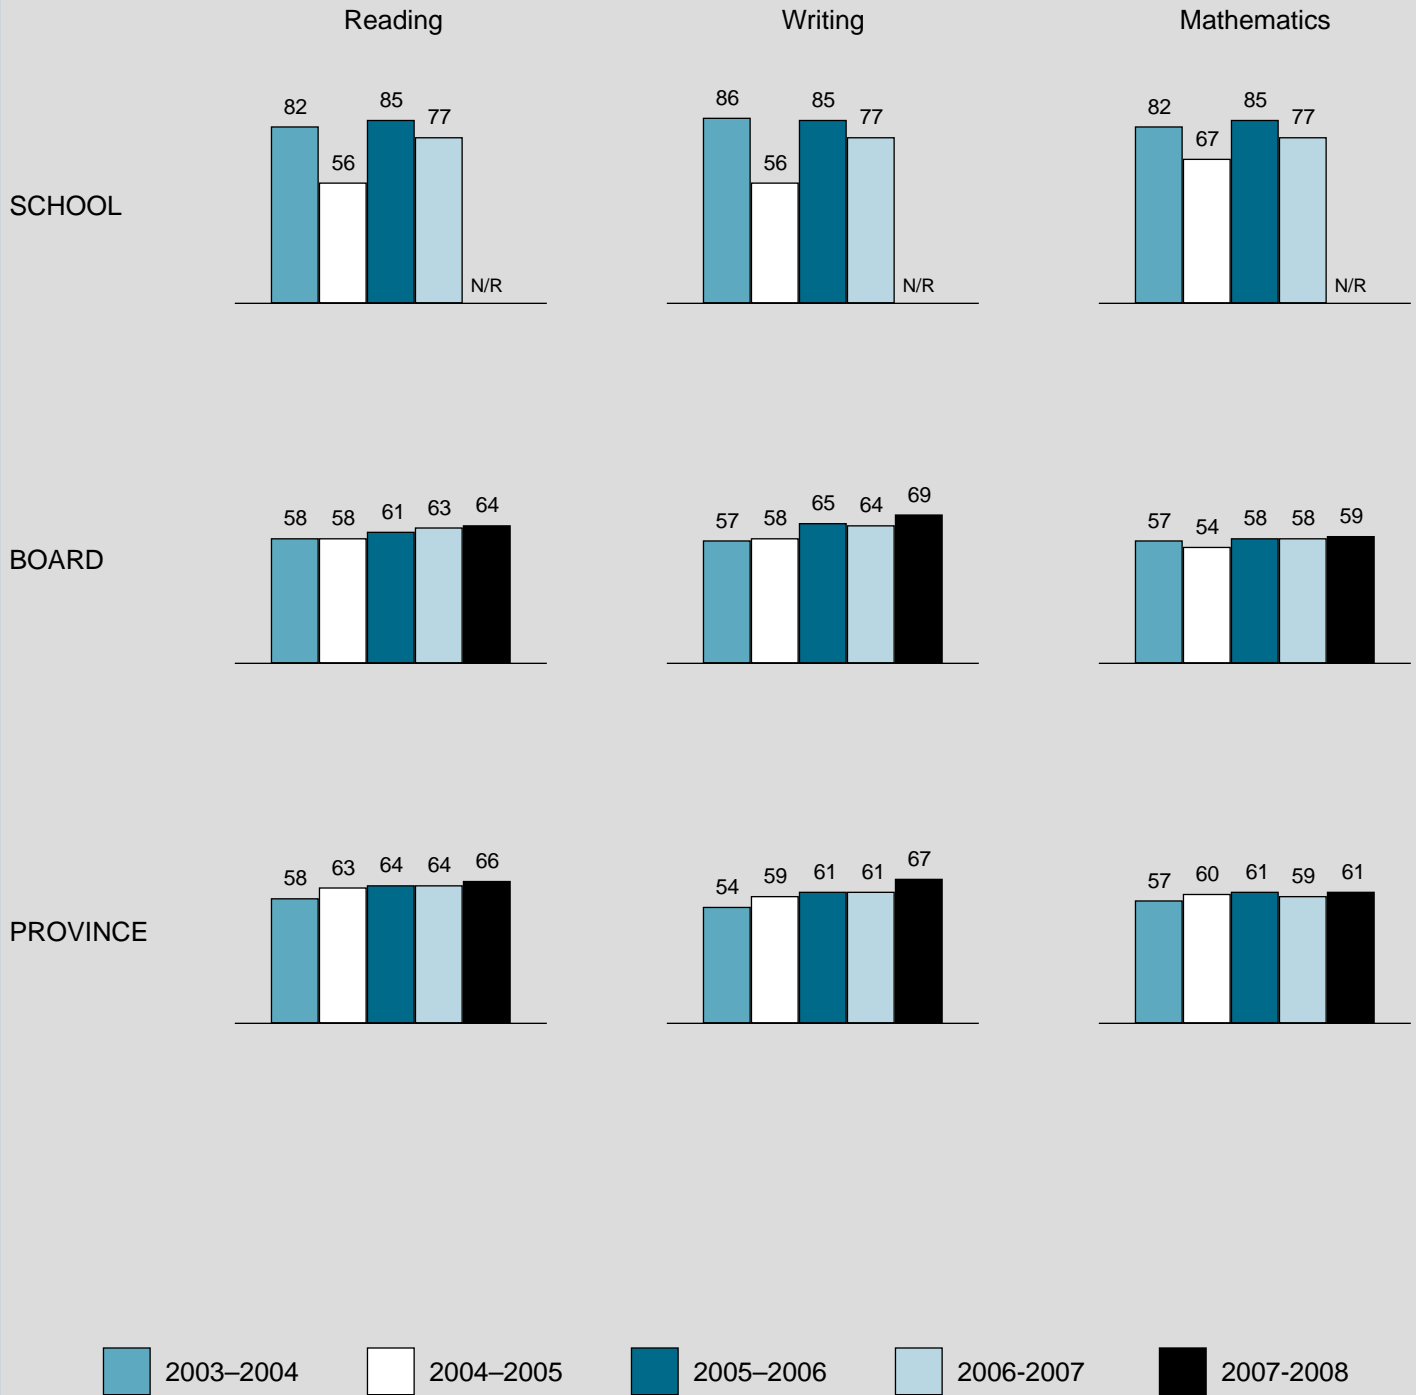 Reading Writing Mathematics
82 56 85 77 N/R
86 56 85 77 N/R
82 67 85 77 N/R
SCHOOL
58 58 61 63 64
57 58 65 64 69
57 54 58 58 59
BOARD
58 63 64 64 66
54 59 61 61 67
57 60 61 59 61
PROVINCE
2003–2004 2004–2005 2005–2006 2006-2007 2007-2008